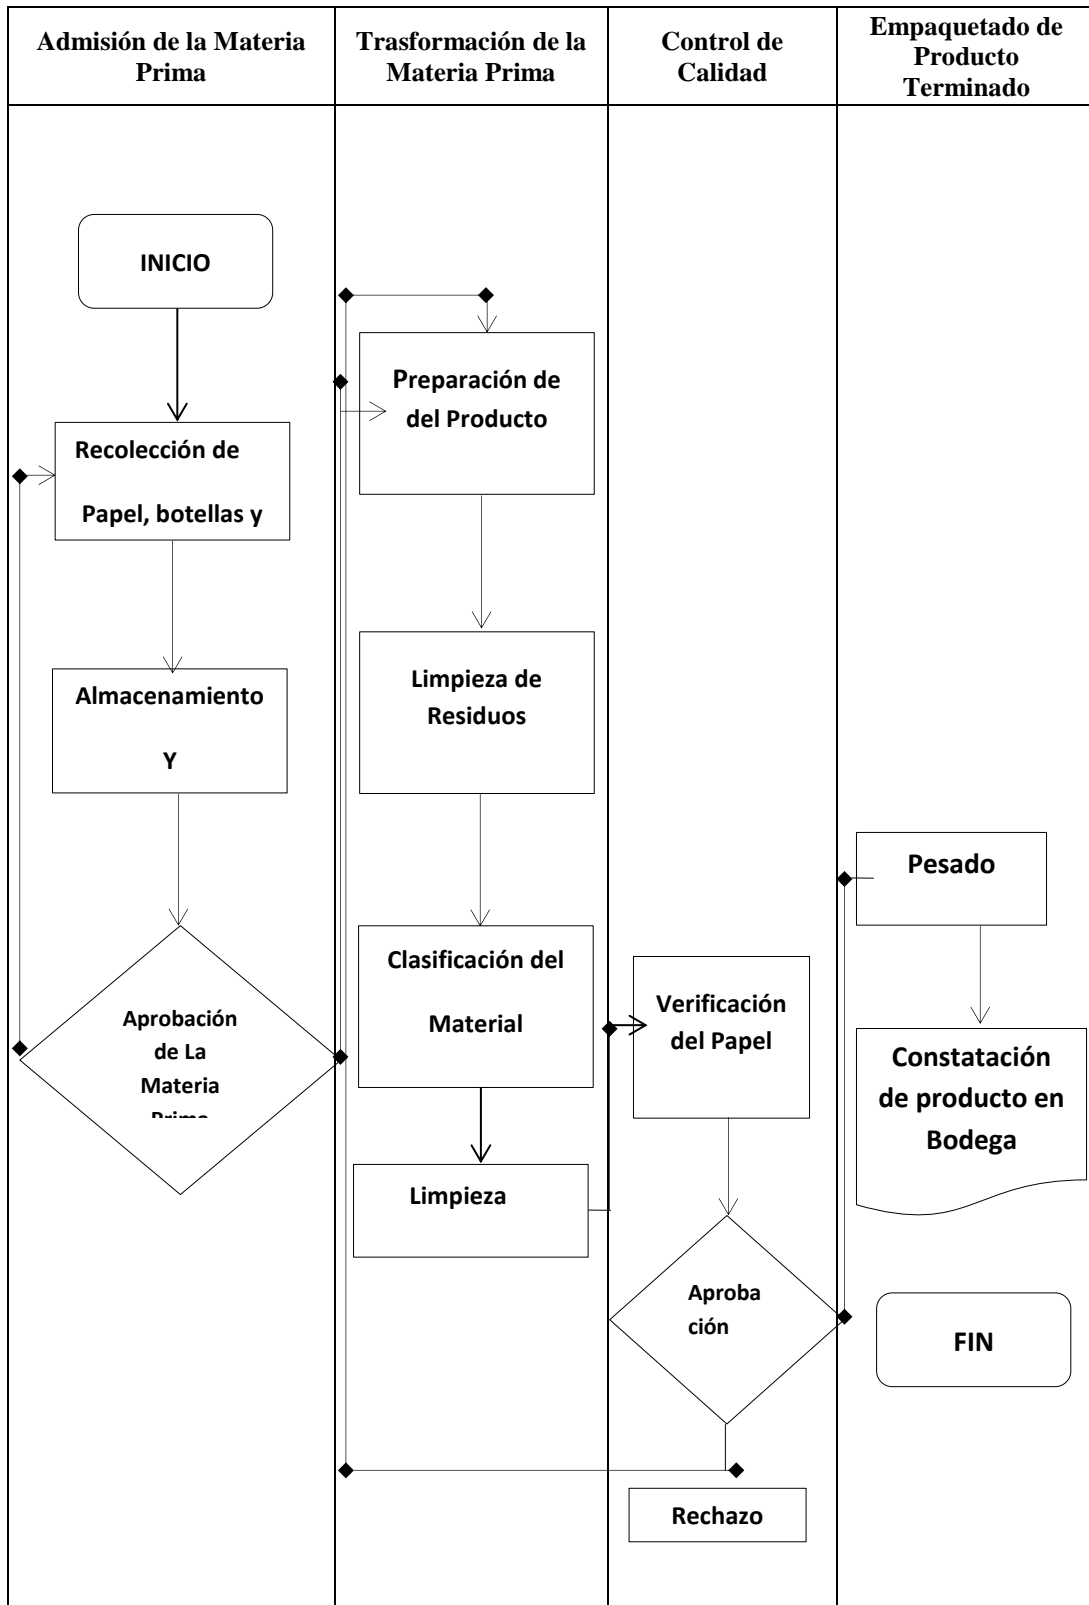 Admisión de la Materia
Prima
Trasformación de la
Materia Prima
Control de
Calidad
Empaquetado de
Producto
Terminado
INICIO
Recolección de
Papel, botellas y
Almacenamiento
Y
Aprobación
de La
Materia
Prima
Preparación de
del Producto
Limpieza de
Residuos
Clasificación del
Material
Limpieza
Verificación
del Papel
Aproba
ción
Rechazo
Pesado
Constatación
de producto en
Bodega
FIN